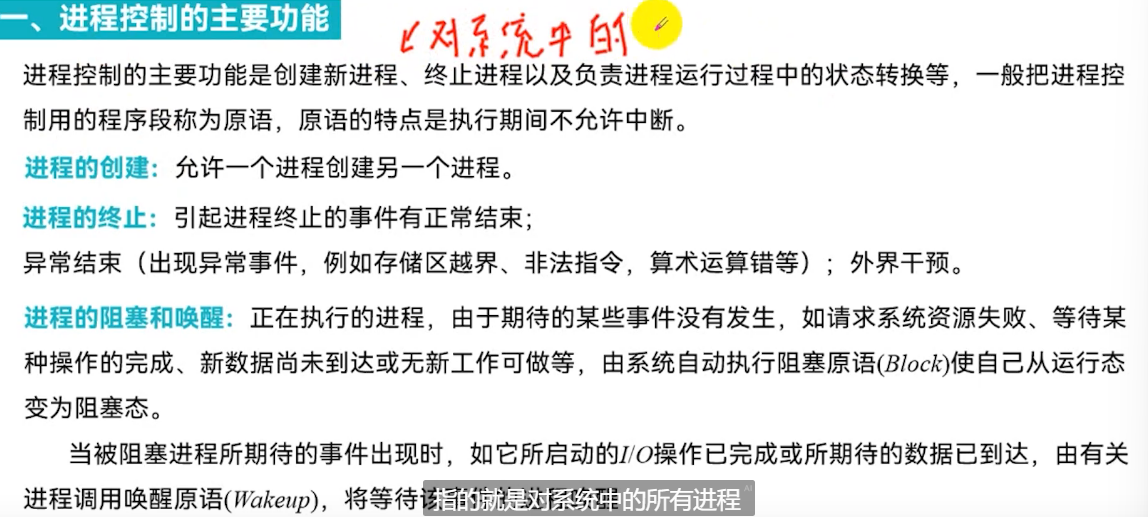 一、进程控制的主要功能
↙对系统中的
进程控制的主要功能是创建新进程、终止进程以及负责进程运行过程中的状态转换等，一般把进程控
制用的程序段称为原语，原语的特点是执行期间不允许中断。
进程的创建：允许一个进程创建另一个进程。
进程的终止：引起进程终止的事件有正常结束；
异常结束（出现异常事件，例如存储区越界、非法指令，算术运算错等）；外界干预。
进程的阻塞和唤醒：正在执行的进程，由于期待的某些事件没有发生，如请求系统资源失败、等待某
种操作的完成、新数据尚未到达或无新工作可做等，由系统自动执行阻塞原语(Block)使自己从运行态
变为阻塞态。
当被阻塞进程所期待的事件出现时，如它所启动的I/O操作已完成或所期待的数据已到达，由有关
进程调用唤醒原语(Wakeup)，将等待
指的就是对系统中的所有进程
AI